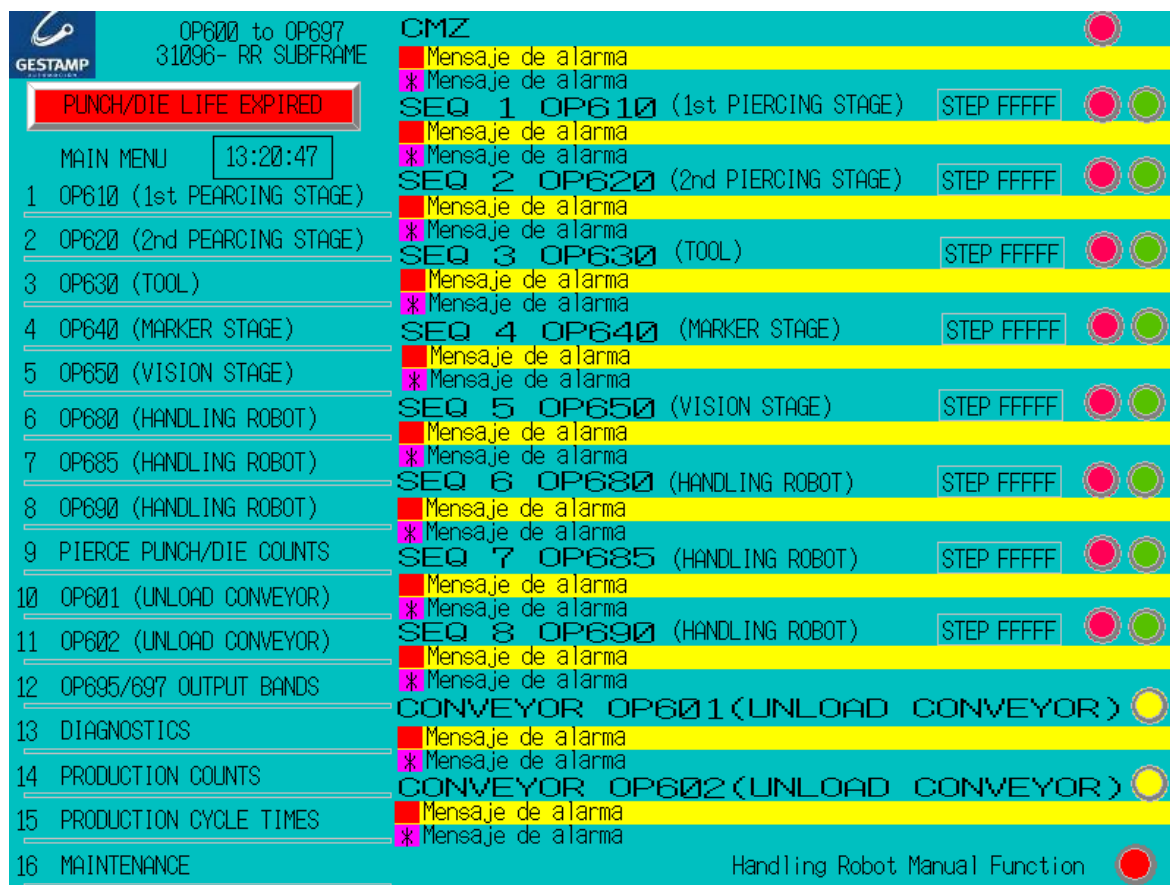 GESTAMP
AUTOMACIÓN
OP600 to OP697
31096- RR SUBFRAME
PUNCH/DIE LIFE EXPIRED
MAIN MENU
13:20:47
1 OP610 (1st PEARCING STAGE)
2 OP620 (2nd PEARCING STAGE)
3 OP630 (TOOL)
4 OP640 (MARKER STAGE)
5 OP650 (VISION STAGE)
6 OP680 (HANDLING ROBOT)
7 OP685 (HANDLING ROBOT)
8 OP690 (HANDLING ROBOT)
9 PIERCE PUNCH/DIE COUNTS
10 OP601 (UNLOAD CONVEYOR)
11 OP602 (UNLOAD CONVEYOR)
12 OP695/697 OUTPUT BANDS
13 DIAGNOSTICS
14 PRODUCTION COUNTS
15 PRODUCTION CYCLE TIMES
16 MAINTENANCE
CMZ
Mensaje de alarma
* Mensaje de alarma
SEQ 1 OP610 (1st PIERCING STAGE) STEP FFFFF
Mensaje de alarma
* Mensaje de alarma
SEQ 2 OP620 (2nd PIERCING STAGE) STEP FFFFF
Mensaje de alarma
* Mensaje de alarma
SEQ 3 OP630 (TOOL) STEP FFFFF
Mensaje de alarma
* Mensaje de alarma
SEQ 4 OP640 (MARKER STAGE) STEP FFFFF
Mensaje de alarma
* Mensaje de alarma
SEQ 5 OP650 (VISION STAGE) STEP FFFFF
Mensaje de alarma
* Mensaje de alarma
SEQ 6 OP680 (HANDLING ROBOT) STEP FFFFF
Mensaje de alarma
* Mensaje de alarma
SEQ 7 OP685 (HANDLING ROBOT) STEP FFFFF
Mensaje de alarma
* Mensaje de alarma
SEQ 8 OP690 (HANDLING ROBOT) STEP FFFFF
Mensaje de alarma
* Mensaje de alarma
CONVEYOR OP601(UNLOAD CONVEYOR)
Mensaje de alarma
* Mensaje de alarma
CONVEYOR OP602(UNLOAD CONVEYOR)
Mensaje de alarma
* Mensaje de alarma
Handling Robot Manual Function